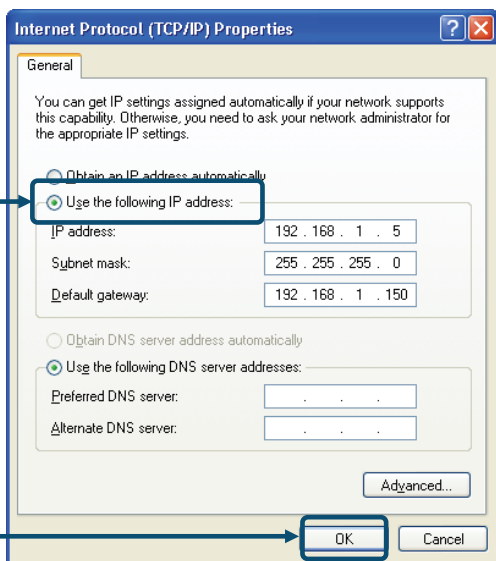 Internet Protocol (TCP/IP) Properties
General
You can get IP settings assigned automatically if your network supports
this capability. Otherwise, you need to ask your network administrator for
the appropriate IP settings.
Obtain an IP address automatically
Use the following IP address:
IP address: 192 . 168 . 1 . 5
Subnet mask: 255 . 255 . 255 . 0
Default gateway: 192 . 168 . 1 . 150
Obtain DNS server address automatically
Use the following DNS server addresses:
Preferred DNS server: . . .
Alternate DNS server: . . .
Advanced...
OK Cancel